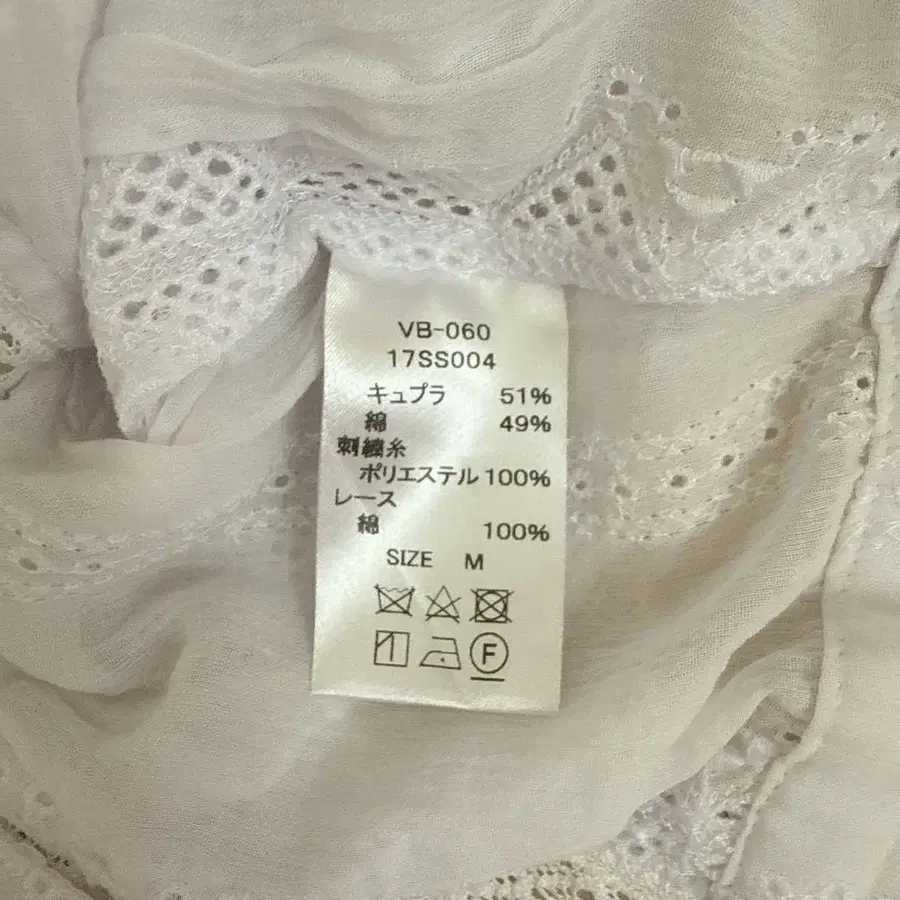 VB-060
17SS004
キュプラ 51%
綿 49%
刺繍糸
ポリエステル 100%
レース
綿 100%
SIZE M
F